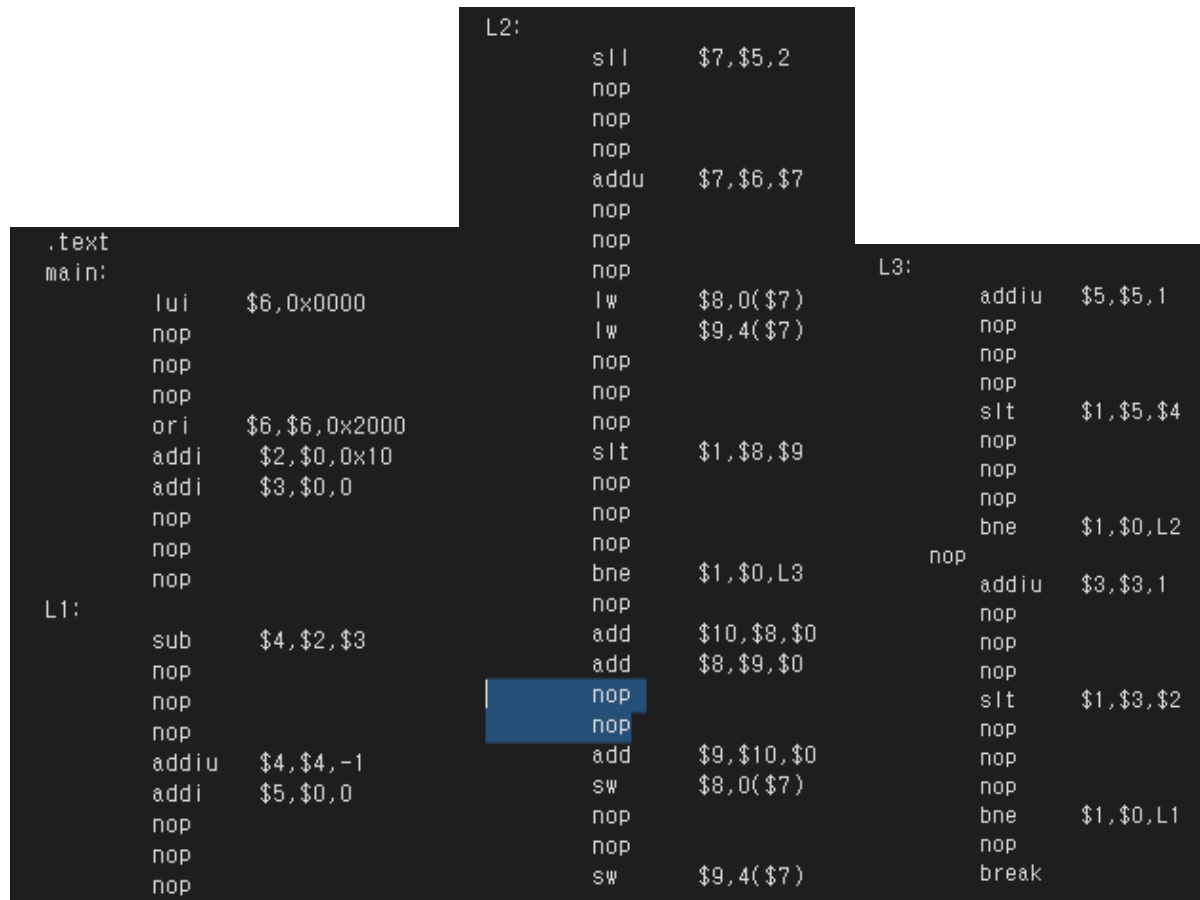 .text
main:
lui $6,0x0000
nop
nop
nop
ori $6,$6,0x2000
addi $2,$0,0x10
addi $3,$0,0
nop
nop
nop
L1:
sub $4,$2,$3
nop
nop
nop
addiu $4,$4,-1
addi $5,$0,0
nop
nop
nop
L2:
sll $7,$5,2
nop
nop
nop
addu $7,$6,$7
nop
nop
nop
lw $8,0($7)
lw $9,4($7)
nop
nop
nop
slt $1,$8,$9
nop
nop
nop
bne $1,$0,L3
nop
add $10,$8,$0
add $8,$9,$0
nop
nop
add $9,$10,$0
sw $8,0($7)
nop
nop
sw $9,4($7)
L3:
addiu $5,$5,1
nop
nop
nop
slt $1,$5,$4
nop
nop
nop
bne $1,$0,L2
nop
addiu $3,$3,1
nop
nop
nop
slt $1,$3,$2
nop
nop
nop
bne $1,$0,L1
nop
break